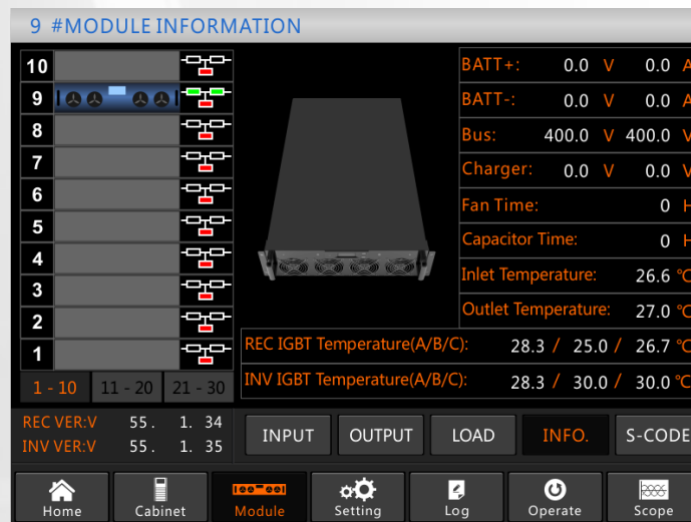 9 #MODULE INFORMATION
10
9
8
7
6
5
4
3
2
1
1 - 10 11 - 20 21 - 30
REC VER:V 55. 1. 34
INV VER:V 55. 1. 35
BATT+: 0.0 V 0.0 A
BATT-: 0.0 V 0.0 A
Bus: 400.0 V 400.0 V
Charger: 0.0 V 0.0 V
Fan Time: 0 H
Capacitor Time: 0 H
Inlet Temperature: 26.6 ℃
Outlet Temperature: 27.0 ℃
REC IGBT Temperature(A/B/C): 28.3 / 25.0 / 26.7 ℃
INV IGBT Temperature(A/B/C): 28.3 / 30.0 / 30.0 ℃
INPUT OUTPUT LOAD INFO. S-CODE
Home Cabinet Module Setting Log Operate Scope